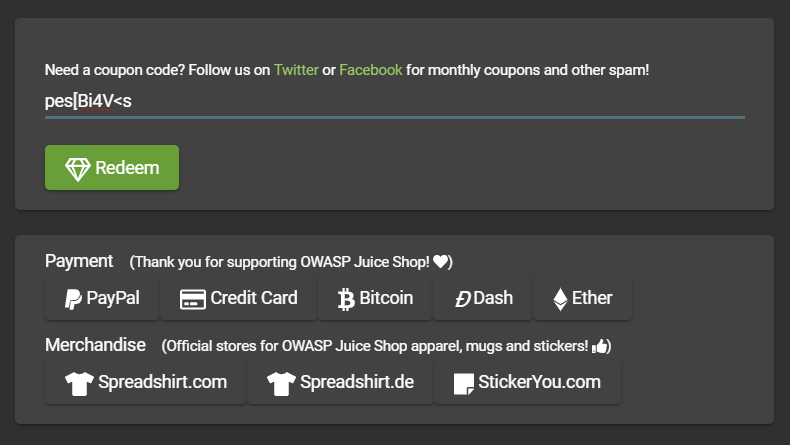 Need a coupon code? Follow us on Twitter or Facebook for monthly coupons and other spam!
pes[Bi4V<s
Redeem
Payment (Thank you for supporting OWASP Juice Shop! ♥)
PayPal Credit Card Bitcoin Dash Ether
Merchandise (Official stores for OWASP Juice Shop apparel, mugs and stickers! 👍)
Spreadshirt.com Spreadshirt.de StickerYou.com